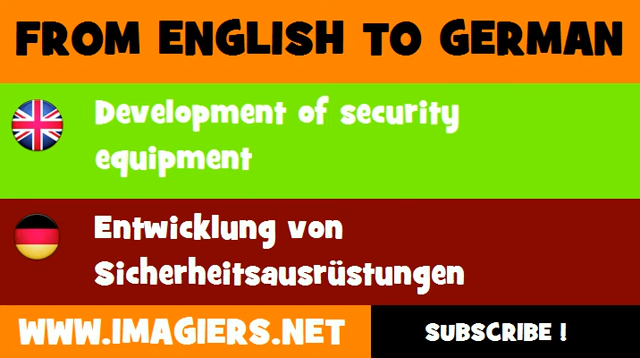 FROM ENGLISH TO GERMAN
Development of security
equipment
Entwicklung von
Sicherheitsausrüstungen
WWW.IMAGIERS.NET
SUBSCRIBE !